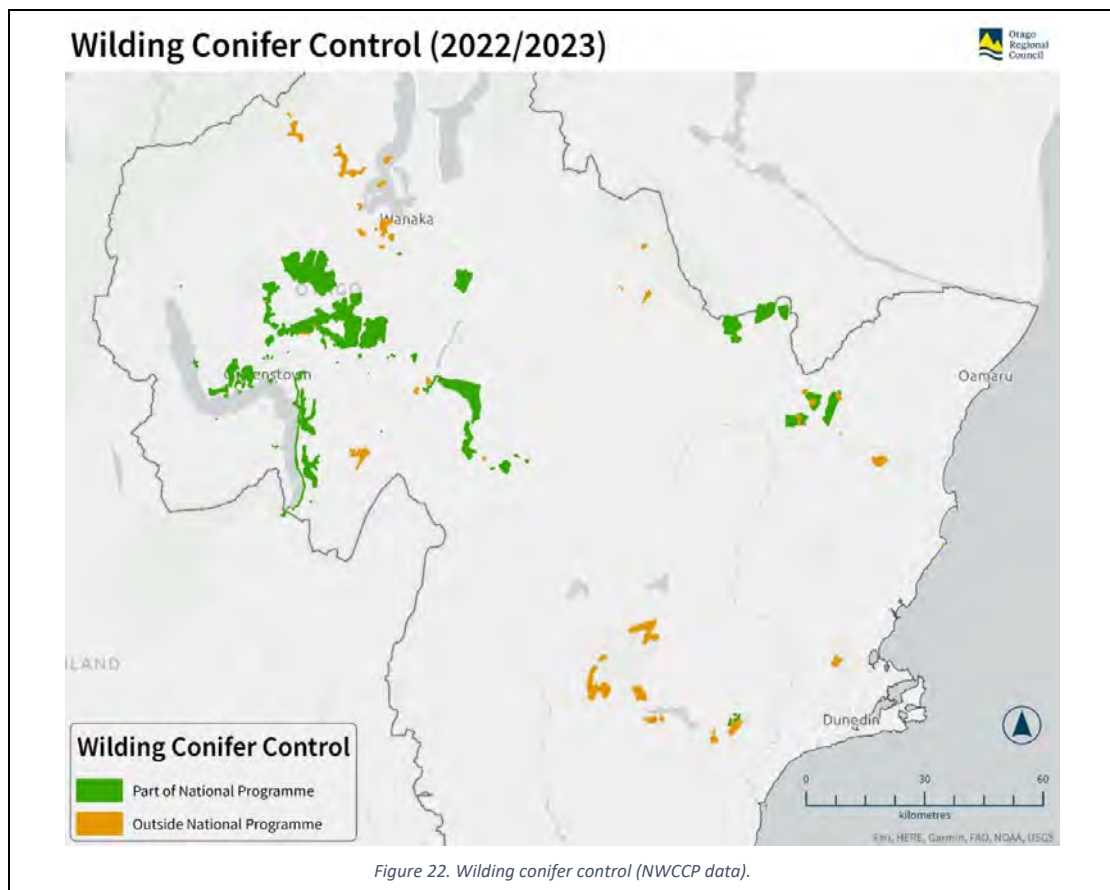 Wilding Conifer Control (2022/2023)
Otago
Regional
Council
Wanaka
OTAGO
Queenstown
Oamaru
LAND
Dunedin
Wilding Conifer Control
Part of National Programme
Outside National Programme
0
30
60
kilometres
Esri, HERE, Garmin, FAO, NOAA, USGS
Figure 22. Wilding conifer control (NWCCP data).